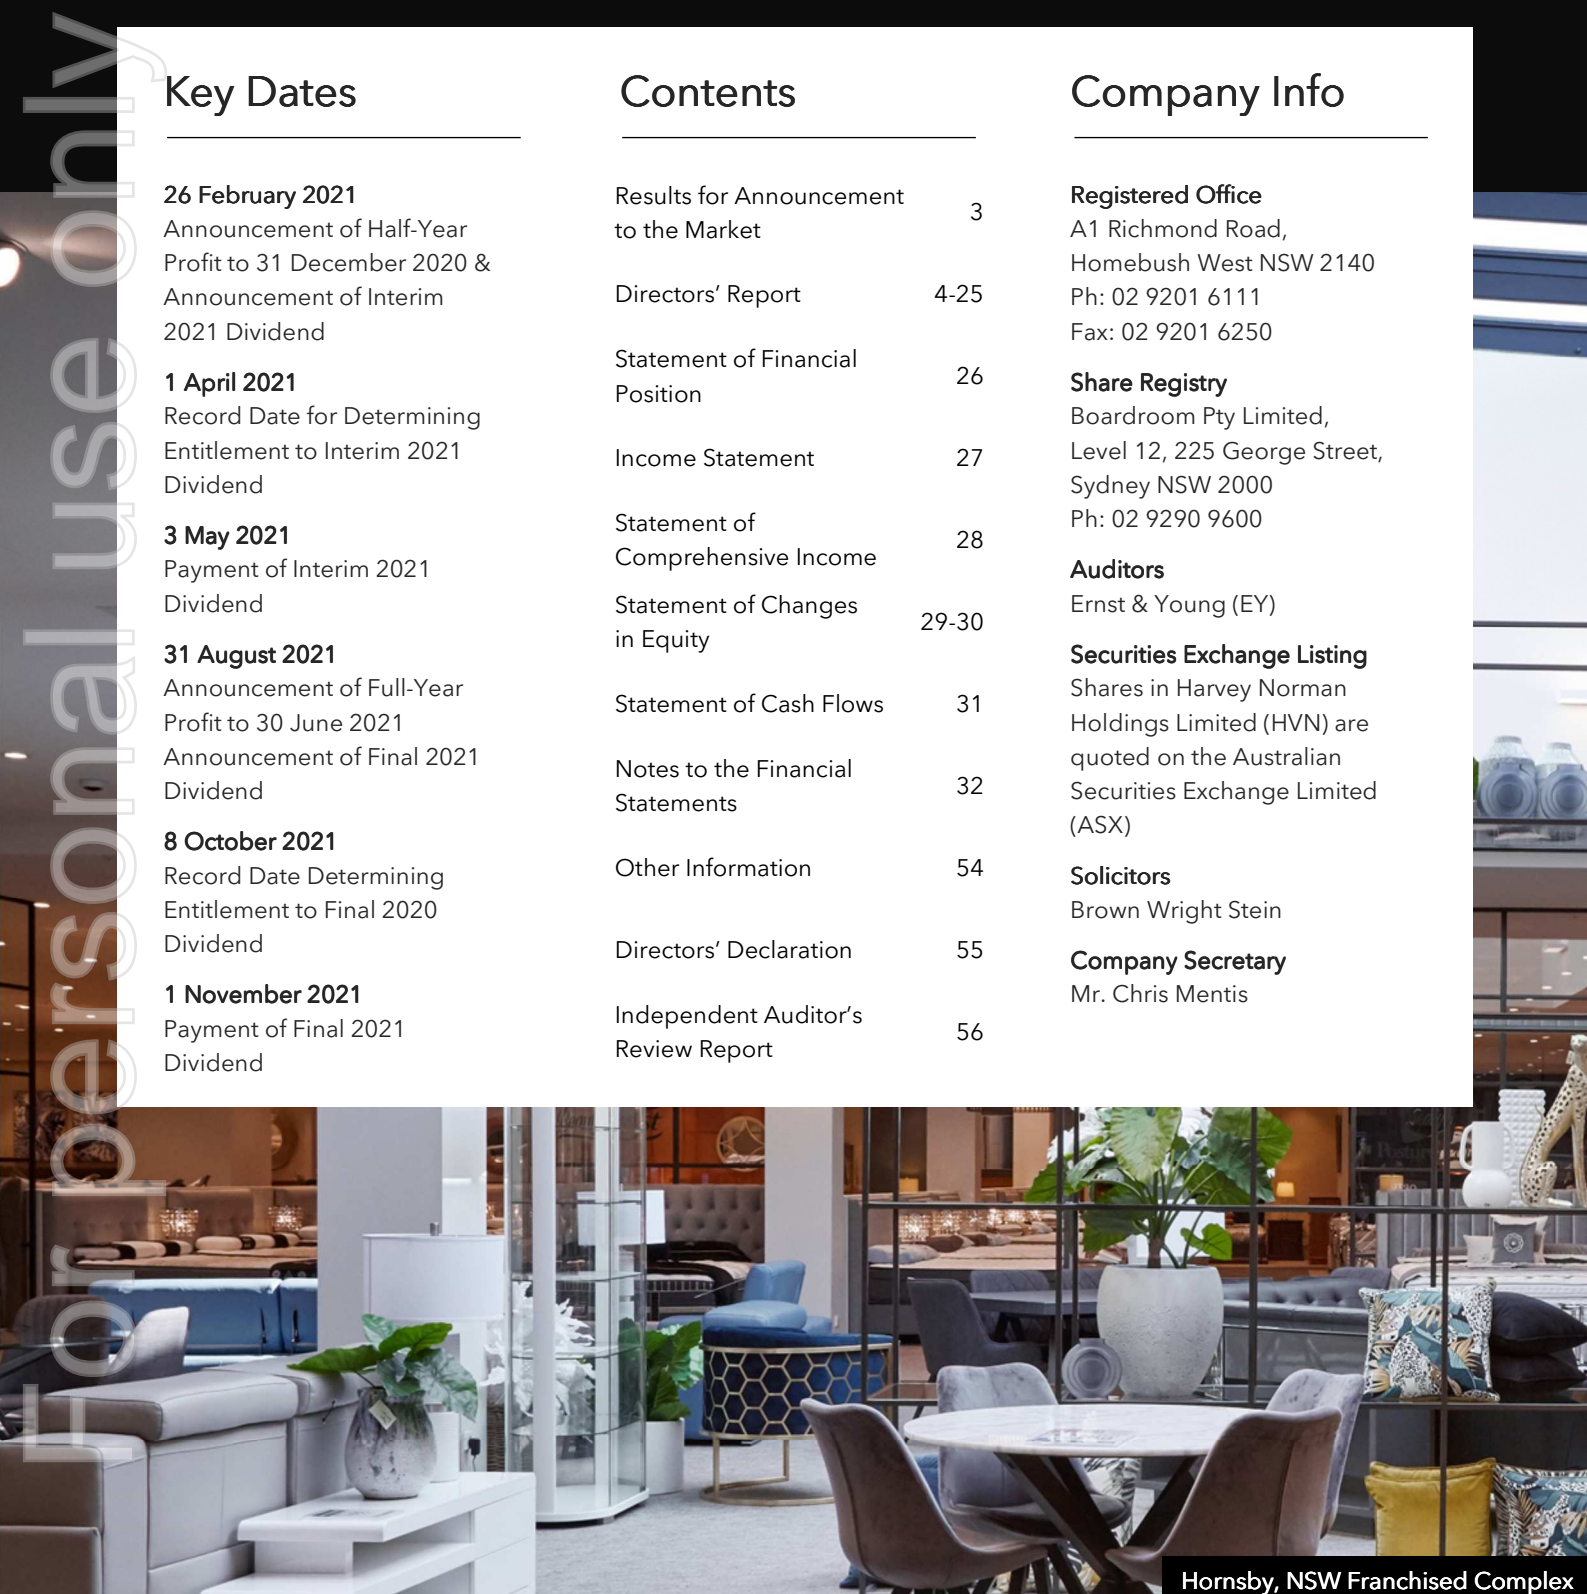 For personal use only
Key Dates
26 February 2021
Announcement of Half-Year
Profit to 31 December 2020 &
Announcement of Interim
2021 Dividend
1 April 2021
Record Date for Determining
Entitlement to Interim 2021
Dividend
3 May 2021
Payment of Interim 2021
Dividend
31 August 2021
Announcement of Full-Year
Profit to 30 June 2021
Announcement of Final 2021
Dividend
8 October 2021
Record Date Determining
Entitlement to Final 2020
Dividend
1 November 2021
Payment of Final 2021
Dividend
Contents
Results for Announcement
to the Market 3
Directors’ Report 4-25
Statement of Financial
Position 26
Income Statement 27
Statement of
Comprehensive Income 28
Statement of Changes
in Equity 29-30
Statement of Cash Flows 31
Notes to the Financial
Statements 32
Other Information 54
Directors’ Declaration 55
Independent Auditor’s
Review Report 56
Company Info
Registered Office
A1 Richmond Road,
Homebush West NSW 2140
Ph: 02 9201 6111
Fax: 02 9201 6250
Share Registry
Boardroom Pty Limited,
Level 12, 225 George Street,
Sydney NSW 2000
Ph: 02 9290 9600
Auditors
Ernst & Young (EY)
Securities Exchange Listing
Shares in Harvey Norman
Holdings Limited (HVN) are
quoted on the Australian
Securities Exchange Limited
(ASX)
Solicitors
Brown Wright Stein
Company Secretary
Mr. Chris Mentis
Hornsby, NSW Franchised Complex